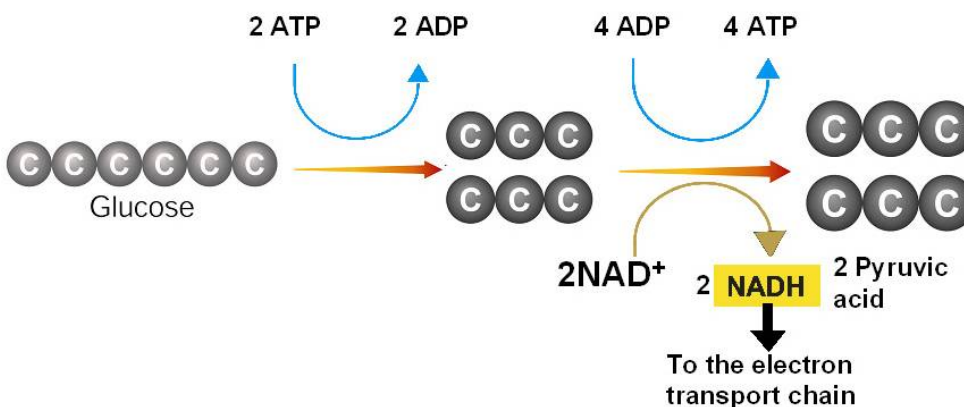 2 ATP 2 ADP 4 ADP 4 ATP
C C C C C C
Glucose
C C C
C C C
C C C
C C C
2NAD⁺
2 NADH
2 Pyruvic
acid
To the electron
transport chain